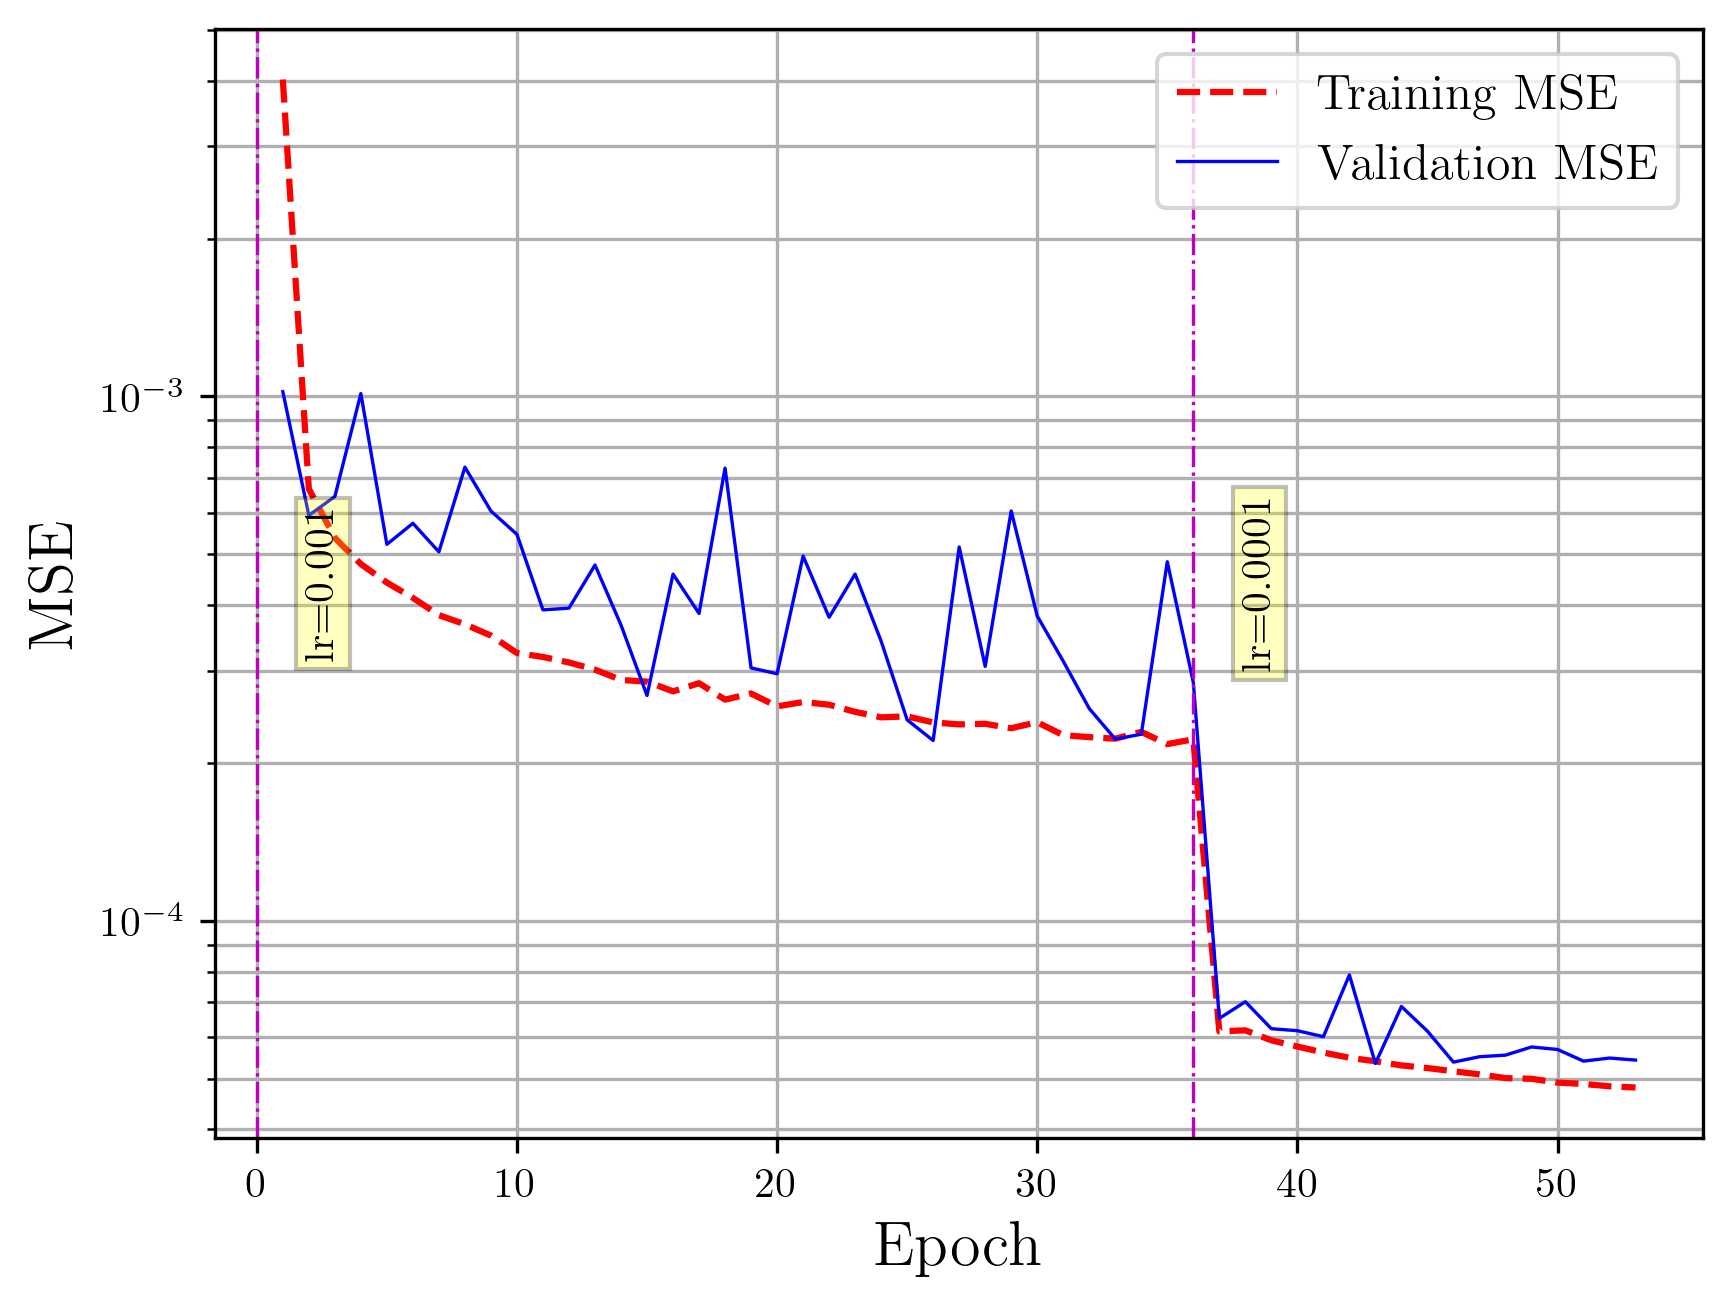 Training MSE
Validation MSE
MSE
10⁻³
10⁻⁴
lr=0.001
lr=0.0001
0 10 20 30 40 50
Epoch